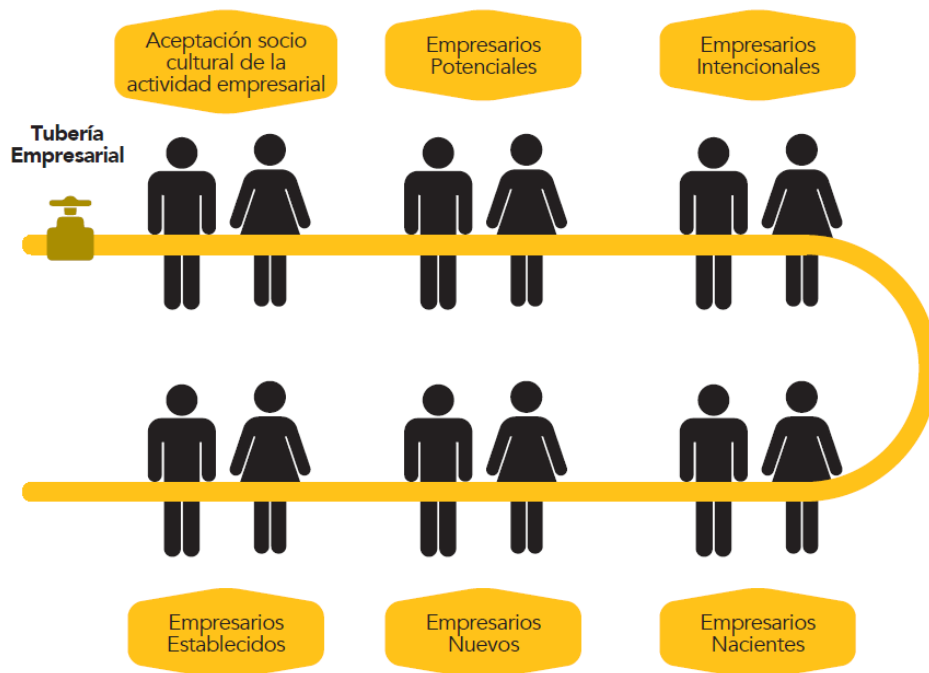 Aceptación socio
cultural de la
actividad empresarial
Empresarios
Potenciales
Empresarios
Intencionales
Tubería
Empresarial
Empresarios
Establecidos
Empresarios
Nuevos
Empresarios
Nacientes